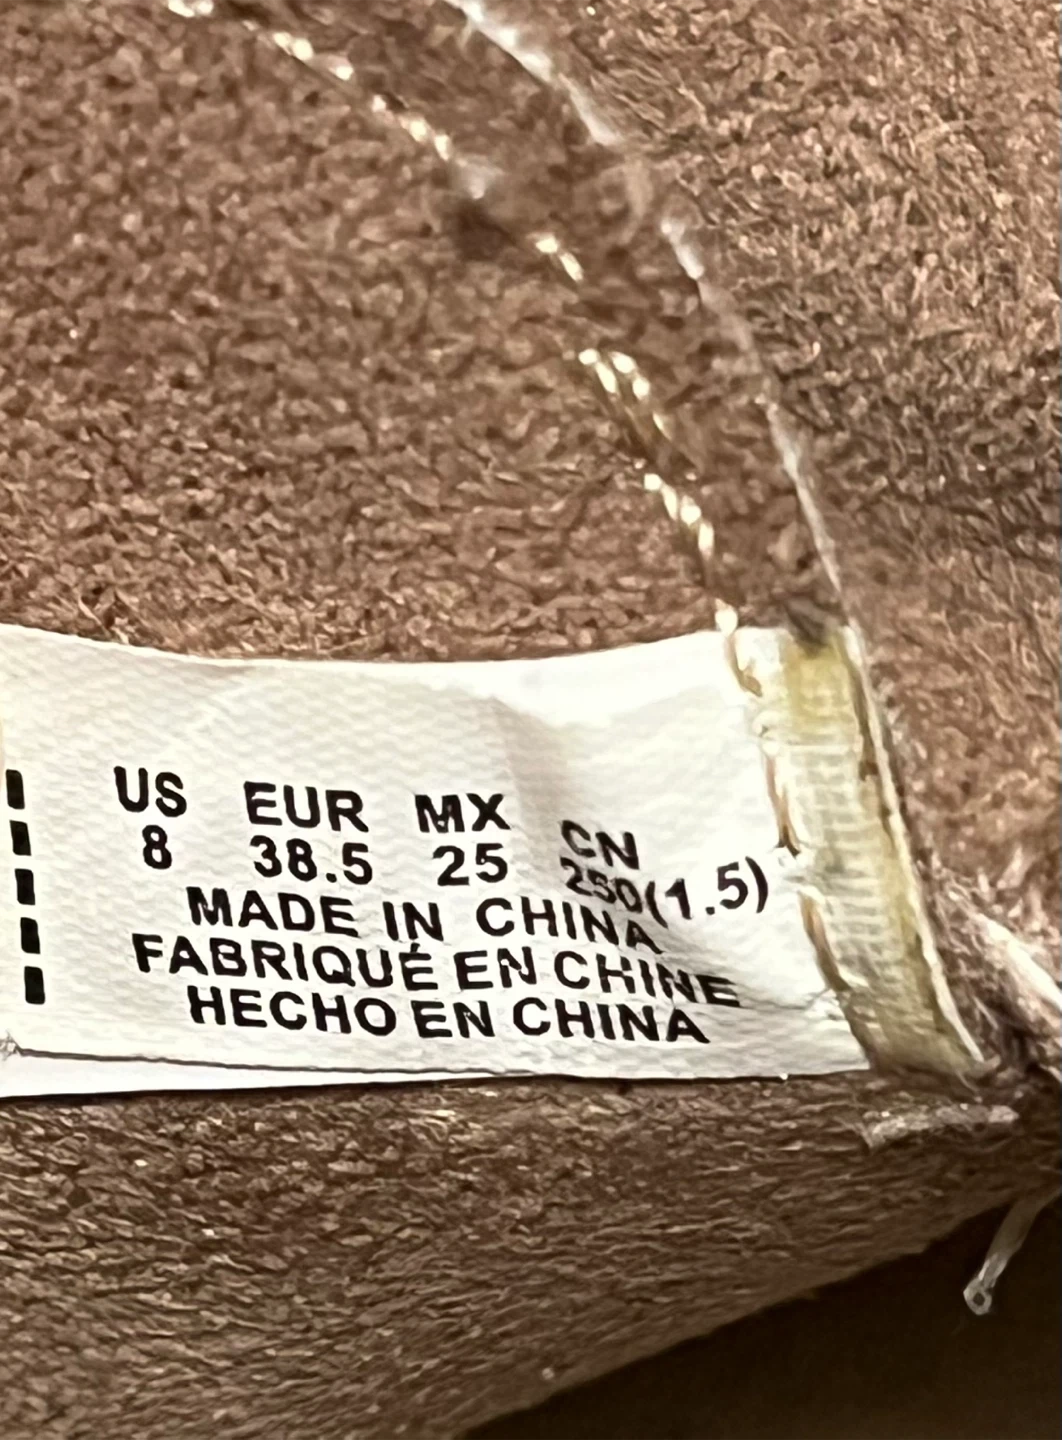 US EUR MX CN
8 38.5 25 250(1.5)
MADE IN CHINA
FABRIQUÉ EN CHINE
HECHO EN CHINA